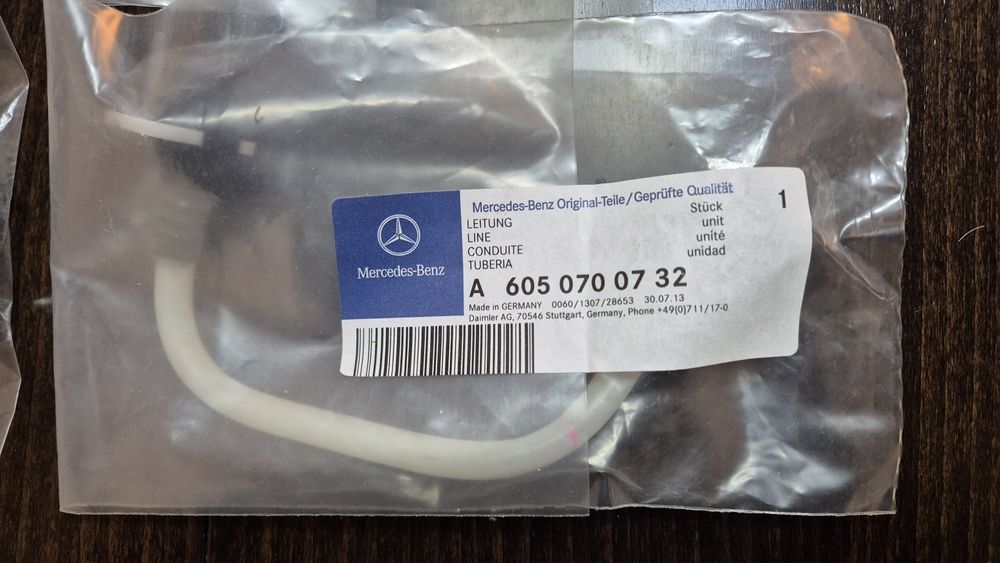 Mercedes-Benz Original-Teile/Geprüfte Qualität
1
LEITUNG Stück
LINE unit
CONDUITE unité
TUBERIA unidad
Mercedes-Benz
A 605 070 07 32
Made in GERMANY 0060/1307/28653 30.07.13
Daimler AG, 70546 Stuttgart, Germany, Phone +49(0)711/17-0